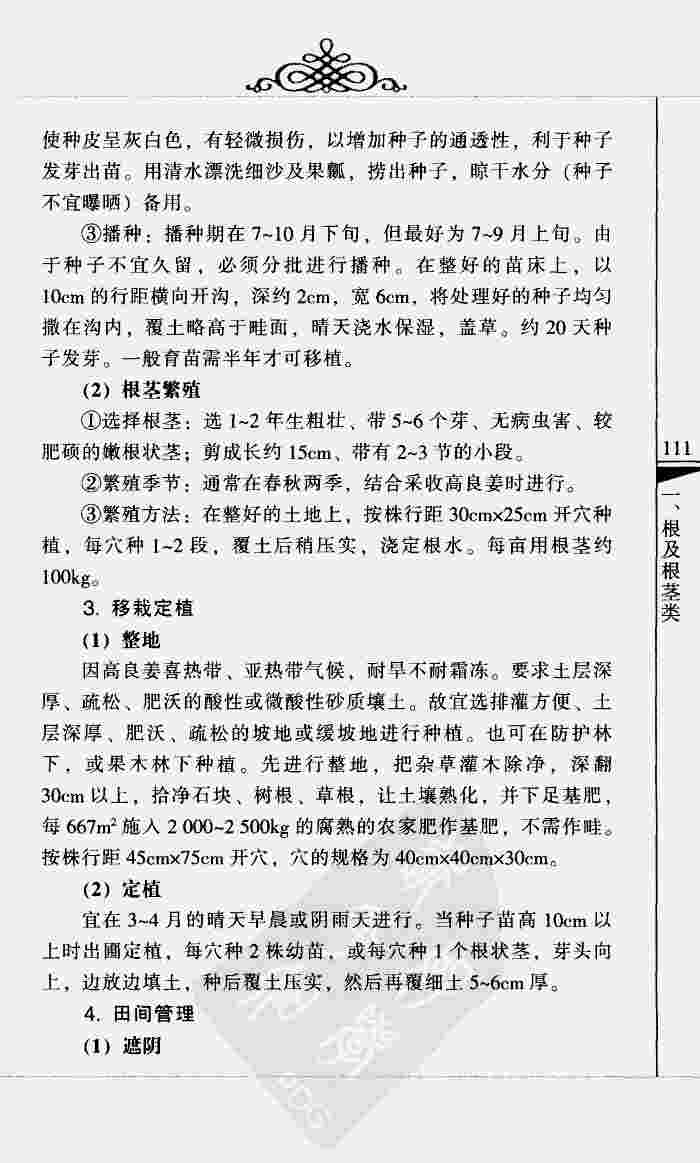 使种皮呈灰白色，有轻微损伤，以增加种子的通透性，利于种子
发芽出苗。用清水漂洗细沙及果瓤，捞出种子，晾干水分（种子
不宜曝晒）备用。
③播种：播种期在 7~10 月下旬，但最好为 7~9 月上旬。由
于种子不宜久留，必须分批进行播种。在整好的苗床上，以
10cm 的行距横向开沟，深约 2cm，宽 6cm，将处理好的种子均匀
撒在沟内，覆土略高于畦面，晴天浇水保湿，盖草。约 20 天种
子发芽。一般育苗需半年才可移植。
(2) 根茎繁殖
①选择根茎：选 1~2 年生粗壮、带 5~6 个芽、无病虫害、较
肥硕的嫩根状茎；剪成长约 15cm、带有 2~3 节的小段。
②繁殖季节：通常在春秋两季，结合采收高良姜时进行。
③繁殖方法：在整好的土地上，按株行距 30cm×25cm 开穴种
植，每穴种 1~2 段，覆土后稍压实，浇定根水。每亩用根茎约
100kg。
3. 移栽定植
(1) 整地
因高良姜喜热带、亚热带气候，耐旱不耐霜冻。要求土层深
厚、疏松、肥沃的酸性或微酸性砂质壤土。故宜选排灌方便、土
层深厚、肥沃、疏松的坡地或缓坡地进行种植。也可在防护林
下，或果木林下种植。先进行整地，把杂草灌木除净，深翻
30cm 以上，拾净石块、树根、草根，让土壤熟化，并下足基肥，
每 667m² 施入 2 000~2 500kg 的腐熟的农家肥作基肥，不需作畦。
按株行距 45cm×75cm 开穴，穴的规格为 40cm×40cm×30cm。
(2) 定植
宜在 3~4 月的晴天早晨或阴雨天进行。当种子苗高 10cm 以
上时出圃定植，每穴种 2 株幼苗，或每穴种 1 个根状茎，芽头向
上，边放边填土，种后覆土压实，然后再覆细土 5~6cm 厚。
4. 田间管理
(1) 遮阴
111
一、根及根茎类
PDG